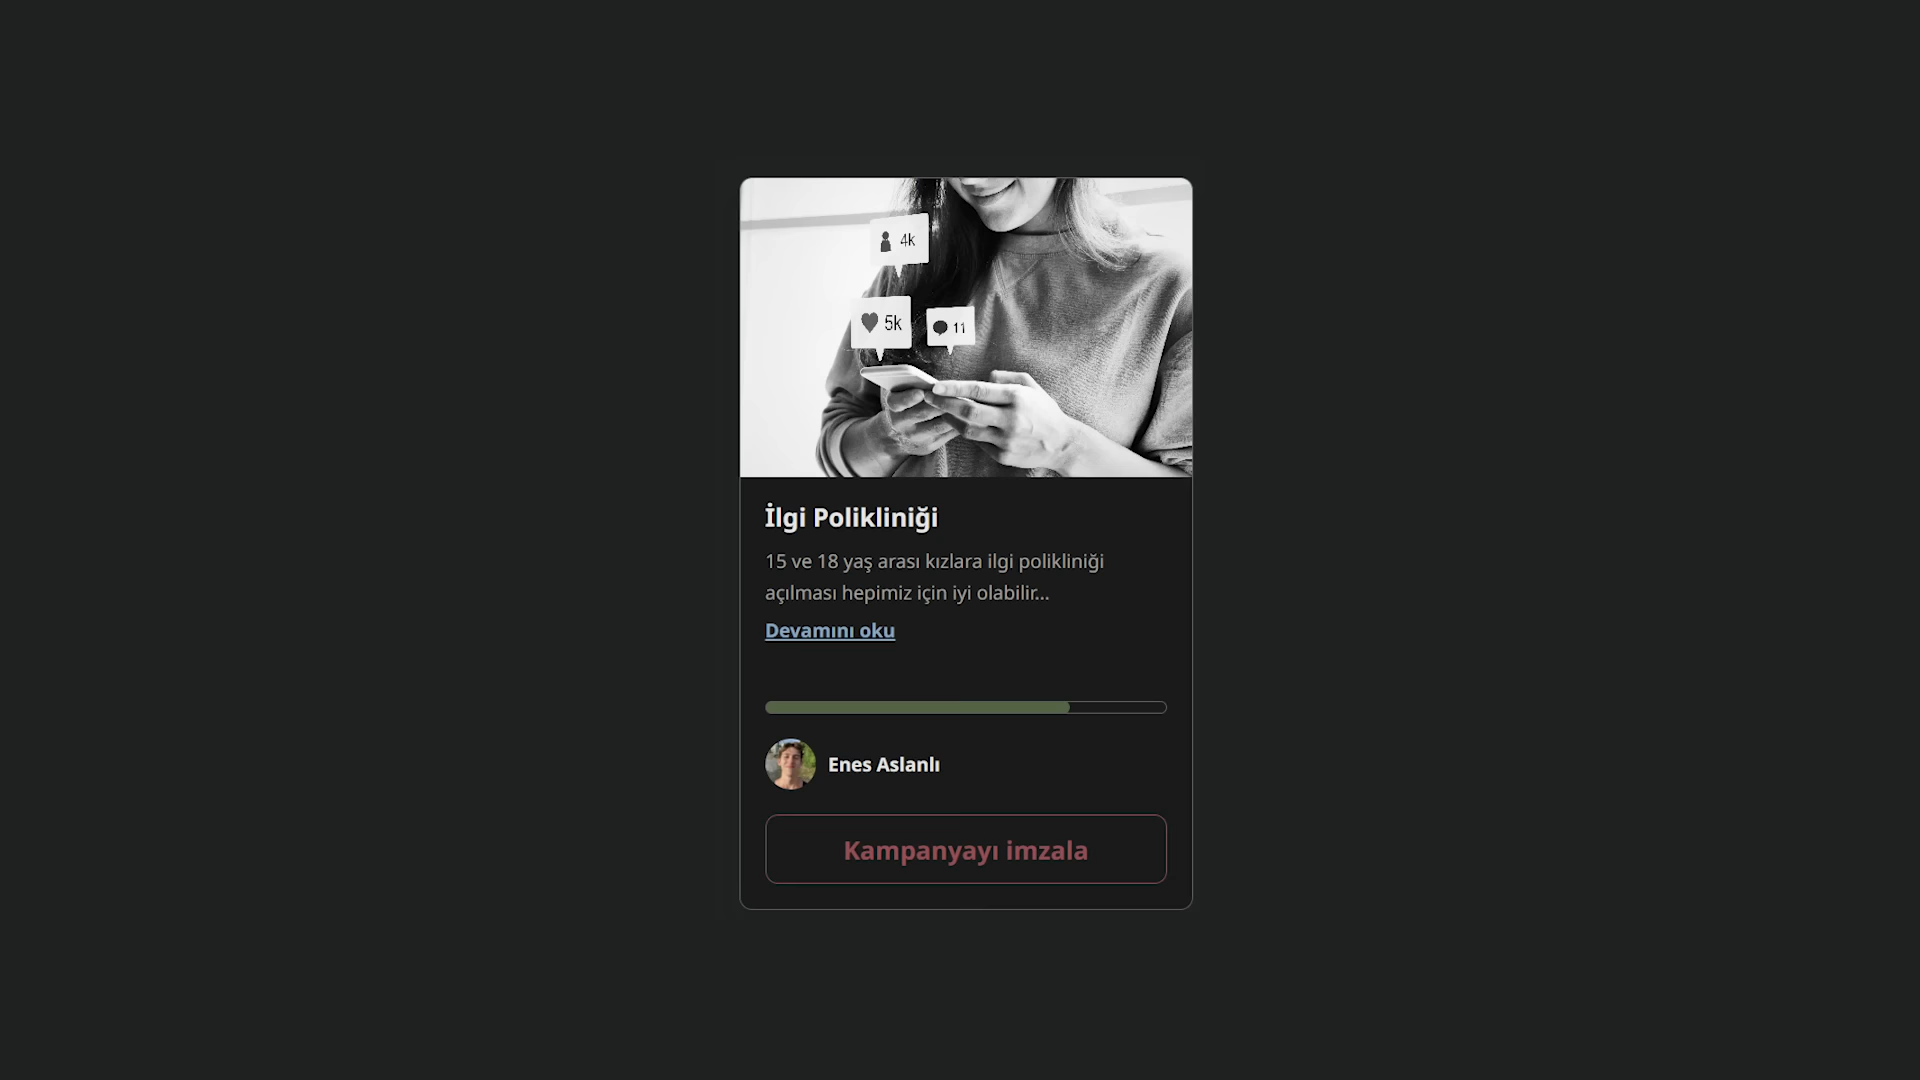 4k
5k
11
İlgi Polikliniği
15 ve 18 yaş arası kızlara ilgi polikliniği
açılması hepimiz için iyi olabilir...
Devamını oku
Enes Aslanlı
Kampanyayı imzala